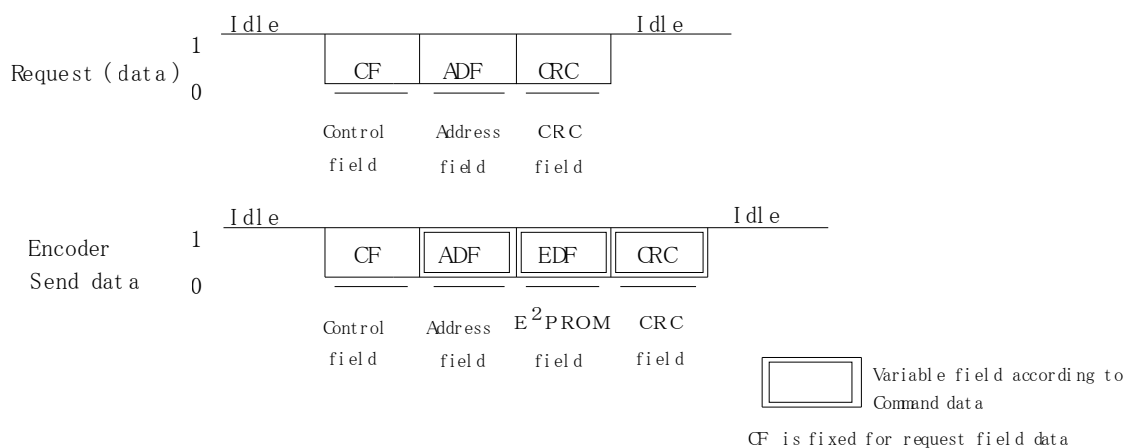 Idle Idle
1
Request (data)
0
CF ADF CRC
Control Address CRC
field field field
Idle Idle
1
Encoder
Send data
0
CF ADF EDF CRC
Control Address E²PROM CRC
field field field field
Variable field according to
Command data
CF is fixed for request field data